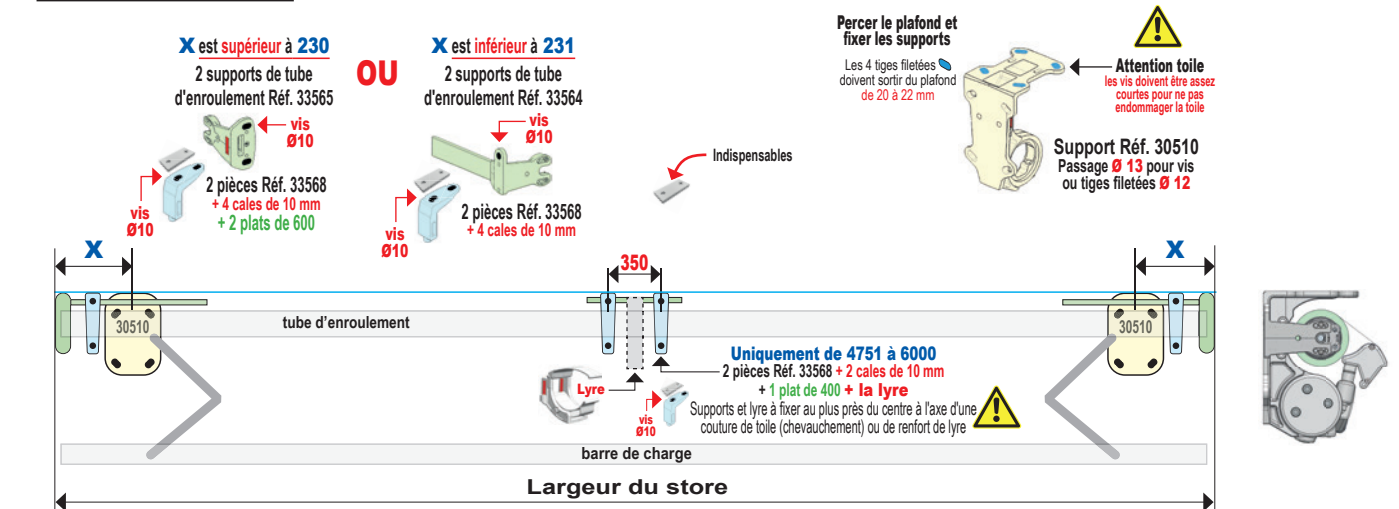 X est supérieur à 230
2 supports de tube
d'enroulement Réf. 33565
vis
Ø10
vis
Ø10
2 pièces Réf. 33568
+ 4 cales de 10 mm
+ 2 plats de 600
OU
X est inférieur à 231
2 supports de tube
d'enroulement Réf. 33564
vis
Ø10
vis
Ø10
2 pièces Réf. 33568
+ 4 cales de 10 mm
Indispensables
Percer le plafond et
fixer les supports
Les 4 tiges filetées
doivent sortir du plafond
de 20 à 22 mm
Attention toile
les vis doivent être assez
courtes pour ne pas
endommager la toile
Support Réf. 30510
Passage Ø 13 pour vis
ou tiges filetées Ø 12
X
350
X
30510
tube d’enroulement
30510
Uniquement de 4751 à 6000
2 pièces Réf. 33568 + 2 cales de 10 mm
+ 1 plat de 400 + la lyre
Lyre
vis
Ø10
Supports et lyre à fixer au plus près du centre à l'axe d'une
couture de toile (chevauchement) ou de renfort de lyre
barre de charge
Largeur du store